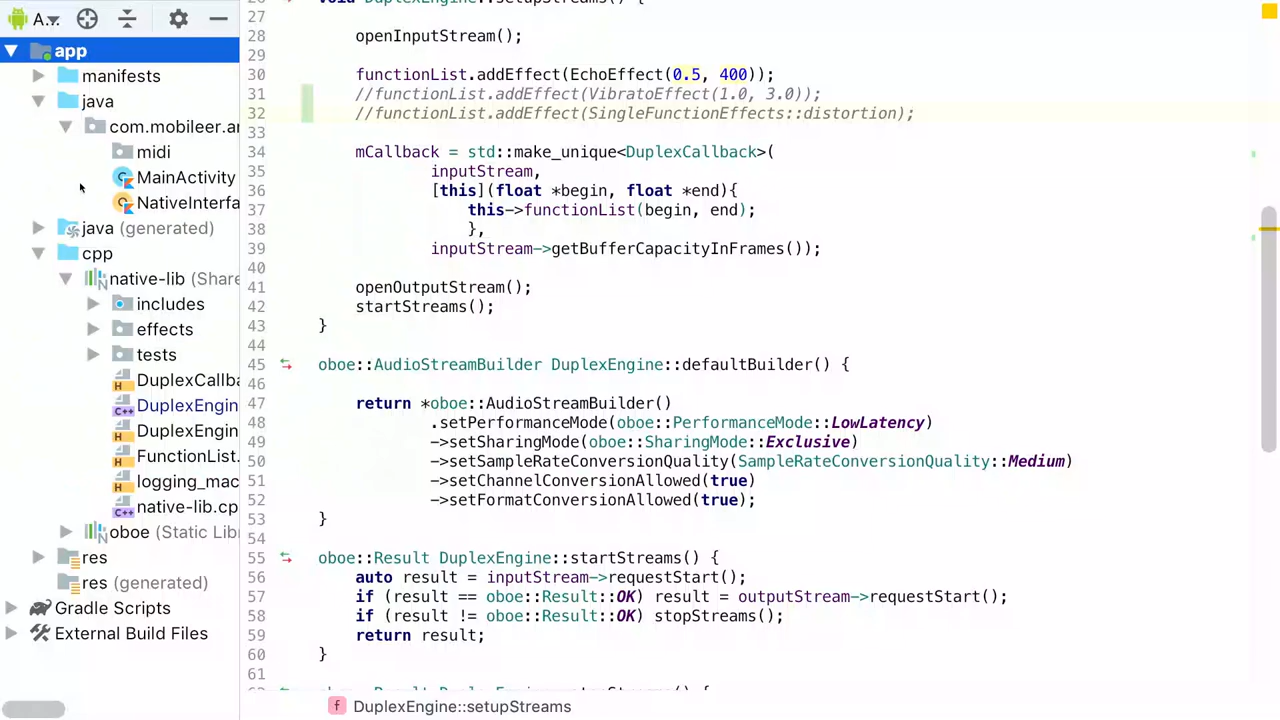 A...
app
manifests
java
com.mobileer.an
midi
MainActivity
NativeInterfa
java (generated)
cpp
native-lib (Share
includes
effects
tests
DuplexCallba
DuplexEngin
DuplexEngin
FunctionList.
logging_mac
native-lib.cp
oboe (Static Libr
res
res (generated)
Gradle Scripts
External Build Files
26 void DuplexEngine::setupStreams() {
27
28 openInputStream();
29
30 functionList.addEffect(EchoEffect(0.5, 400));
31 //functionList.addEffect(VibratoEffect(1.0, 3.0));
32 //functionList.addEffect(SingleFunctionEffects::distortion);
33
34 mCallback = std::make_unique<DuplexCallback>(
35 inputStream,
36 [this](float *begin, float *end){
37 this->functionList(begin, end);
38 },
39 inputStream->getBufferCapacityInFrames());
40
41 openOutputStream();
42 startStreams();
43 }
44
45 oboe::AudioStreamBuilder DuplexEngine::defaultBuilder() {
46
47 return *oboe::AudioStreamBuilder()
48 .setPerformanceMode(oboe::PerformanceMode::LowLatency)
49 ->setSharingMode(oboe::SharingMode::Exclusive)
50 ->setSampleRateConversionQuality(SampleRateConversionQuality::Medium)
51 ->setChannelConversionAllowed(true)
52 ->setFormatConversionAllowed(true);
53 }
54
55 oboe::Result DuplexEngine::startStreams() {
56 auto result = inputStream->requestStart();
57 if (result == oboe::Result::OK) result = outputStream->requestStart();
58 if (result != oboe::Result::OK) stopStreams();
59 return result;
60 }
61
DuplexEngine::setupStreams